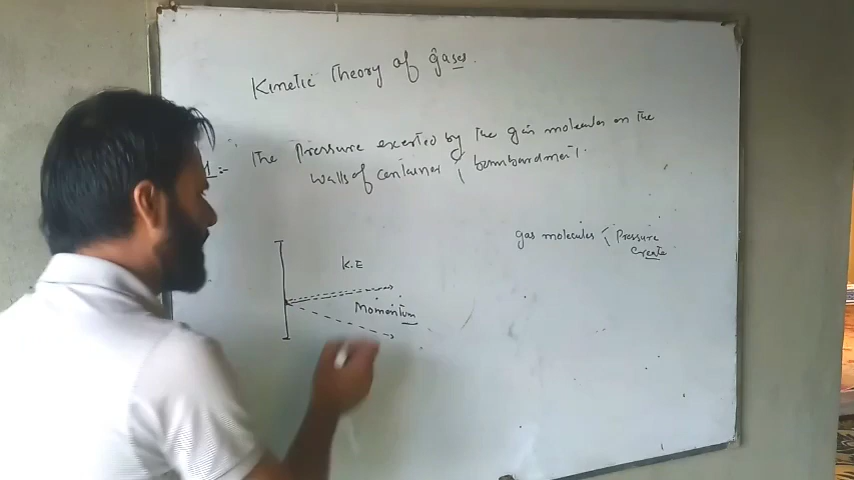 Kinetic Theory of gases.
1:- The Pressure exerted by the gas molecules on the
walls of container ( bombardment.
gas molecules ( Pressure
create
K.E
Momentum